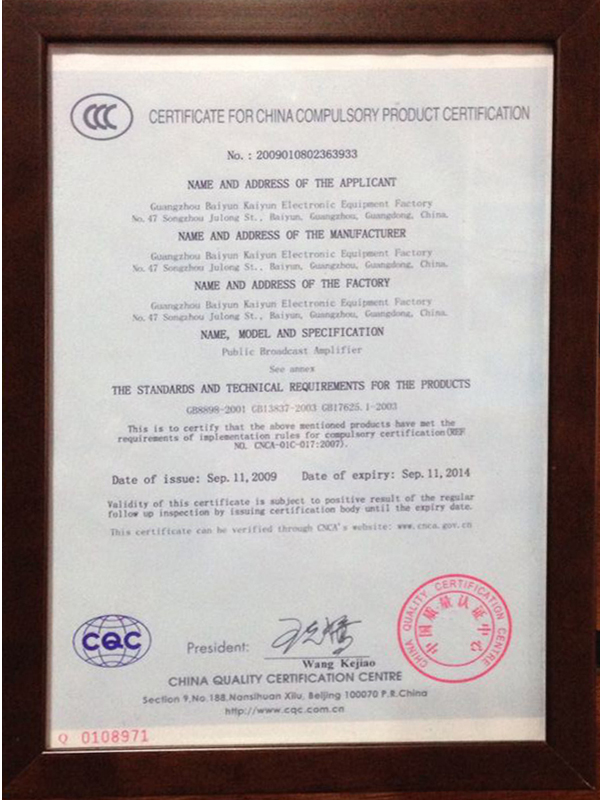 CCC
CERTIFICATE FOR CHINA COMPULSORY PRODUCT CERTIFICATION
No. : 2009010802363933
NAME AND ADDRESS OF THE APPLICANT
Guangzhou Baiyun Kaiyun Electronic Equipment Factory
No. 47 Songzhou Julong St., Baiyun, Guangzhou, Guangdong, China.
NAME AND ADDRESS OF THE MANUFACTURER
Guangzhou Baiyun Kaiyun Electronic Equipment Factory
No. 47 Songzhou Julong St., Baiyun, Guangzhou, Guangdong, China.
NAME AND ADDRESS OF THE FACTORY
Guangzhou Baiyun Kaiyun Electronic Equipment Factory
No. 47 Songzhou Julong St., Baiyun, Guangzhou, Guangdong, China.
NAME, MODEL AND SPECIFICATION
Public Broadcast Amplifier
See annex
THE STANDARDS AND TECHNICAL REQUIREMENTS FOR THE PRODUCTS
GB8898-2001 GB13837-2003 GB17625.1-2003
This is to certify that the above mentioned products have met the
requirements of implementation rules for compulsory certification(REF
NO. CNCA-01C-017:2007).
Date of issue: Sep. 11, 2009 Date of expiry: Sep. 11, 2014
Validity of this certificate is subject to positive result of the regular
follow up inspection by issuing certification body until the expiry date.
This certificate can be verified through CNCA's website: www.cnca.gov.cn
CHINA QUALITY CERTIFICATION CENTRE
中国质量认证中心
CQC
President:
Wang Kejiao
CHINA QUALITY CERTIFICATION CENTRE
Section 9, No.188, Nansihuan Xilu, Beijing 100070 P.R.China
http://www.cqc.com.cn
Q 0108971